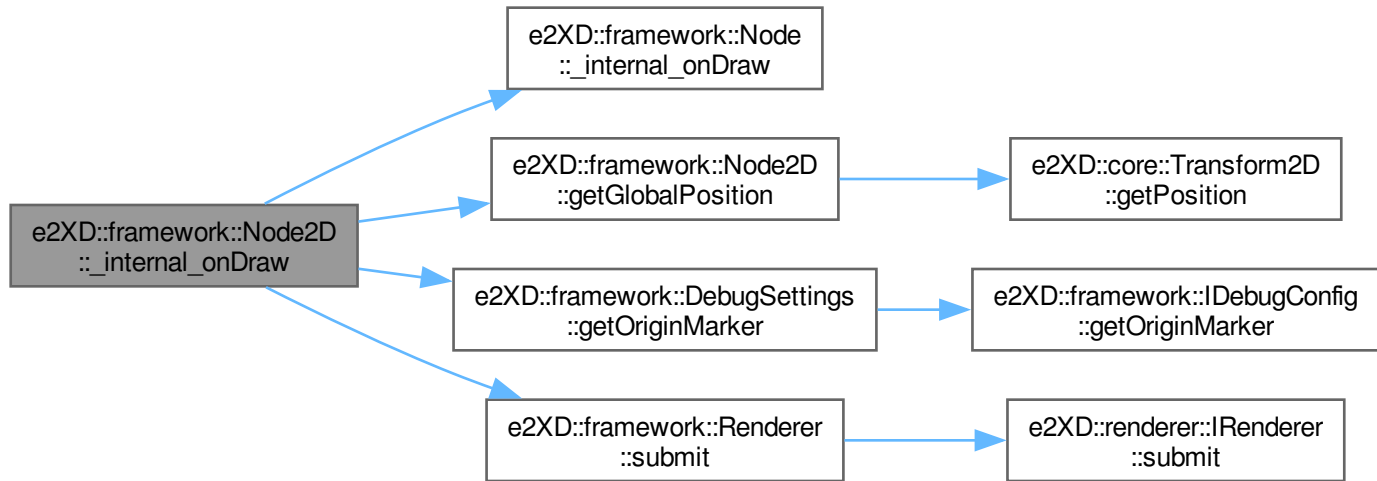 e2XD::framework::Node
::_internal_onDraw
e2XD::framework::Node2D
::getGlobalPosition
e2XD::core::Transform2D
::getPosition
e2XD::framework::Node2D
::_internal_onDraw
e2XD::framework::DebugSettings
::getOriginMarker
e2XD::framework::IDebugConfig
::getOriginMarker
e2XD::framework::Renderer
::submit
e2XD::renderer::IRenderer
::submit